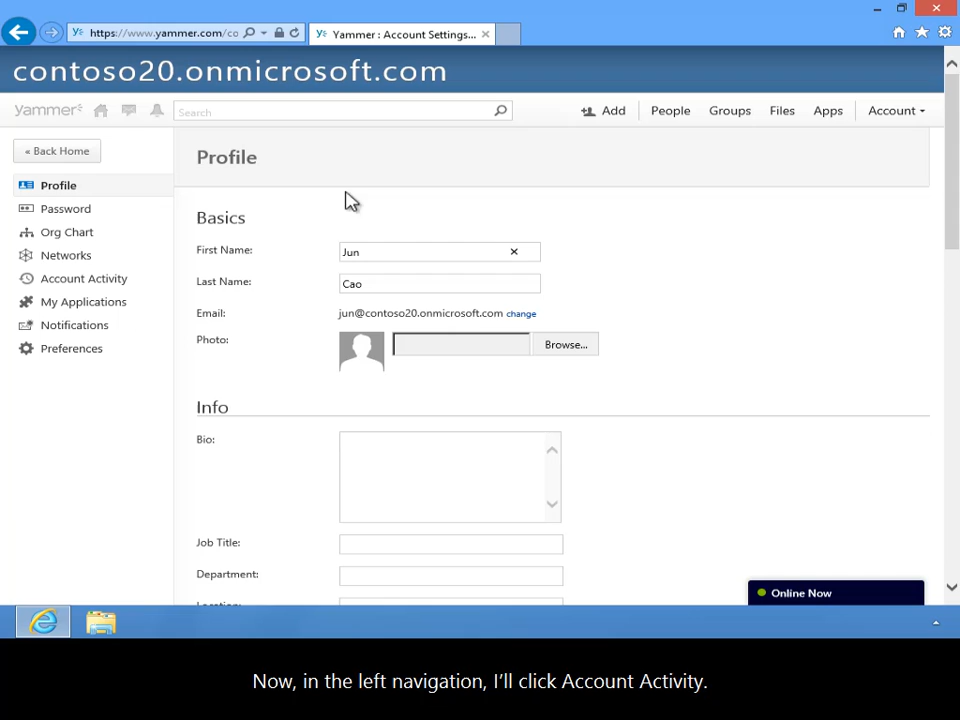 https://www.yammer.com/co
Yammer : Account Settings...
contoso20.onmicrosoft.com
yammer
Search
Add
People
Groups
Files
Apps
Account
« Back Home
Profile
Password
Org Chart
Networks
Account Activity
My Applications
Notifications
Preferences
Profile
Basics
First Name:
Jun
Last Name:
Cao
Email:
jun@contoso20.onmicrosoft.com change
Photo:
Browse...
Info
Bio:
Job Title:
Department:
Location:
Online Now
Now, in the left navigation, I’ll click Account Activity.